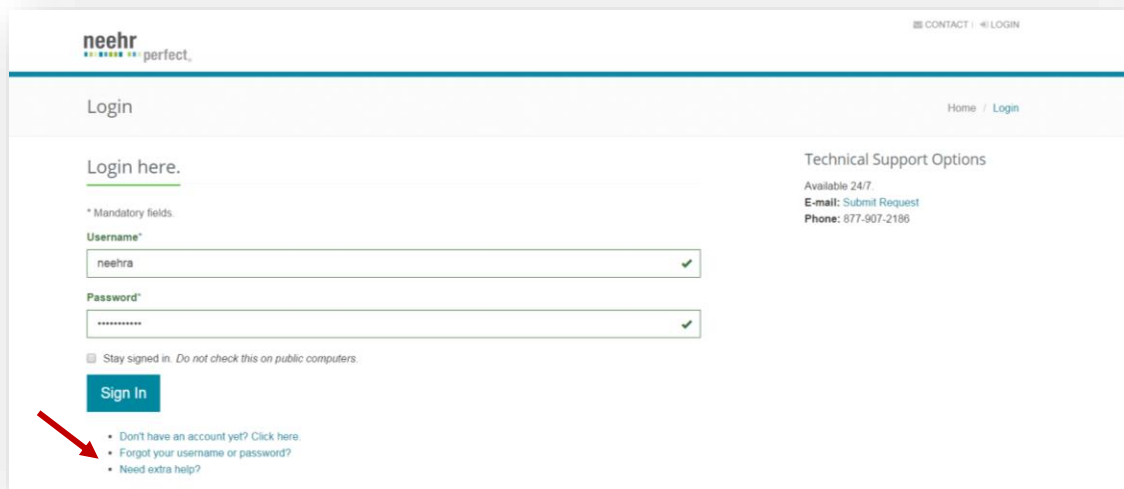 neehr
perfect.
CONTACT | LOGIN
Login
Home / Login
Login here.
* Mandatory fields.
Username*
neehra
Password*
•••••••••••
Stay signed in. Do not check this on public computers.
Sign In
• Don't have an account yet? Click here.
• Forgot your username or password?
• Need extra help?
Technical Support Options
Available 24/7.
E-mail: Submit Request
Phone: 877-907-2186